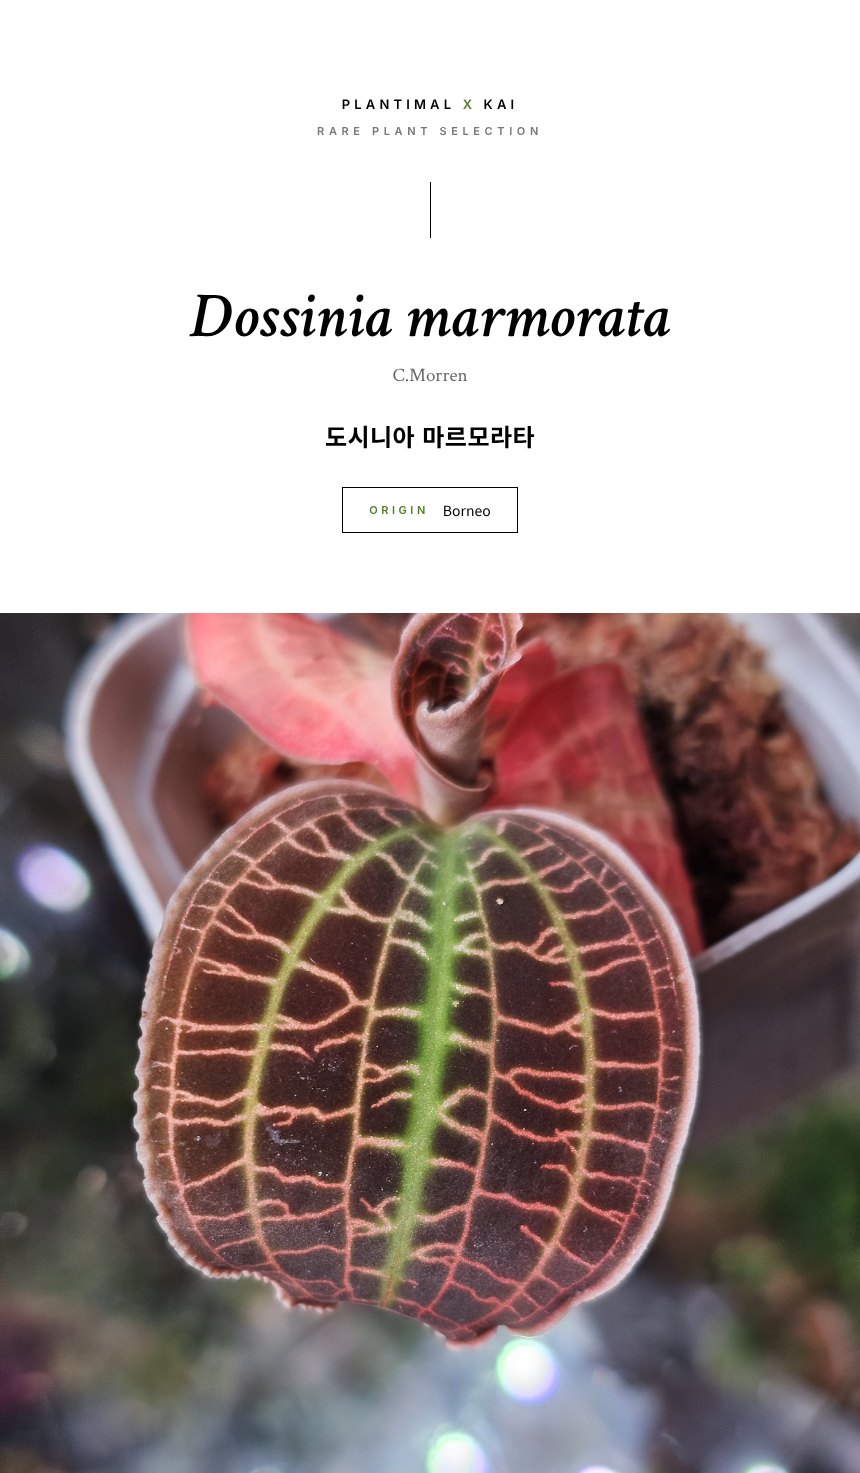 PLANTIMAL X KAI
RARE PLANT SELECTION
Dossinia marmorata
C.Morren
도시니아 마르모라타
ORIGIN Borneo